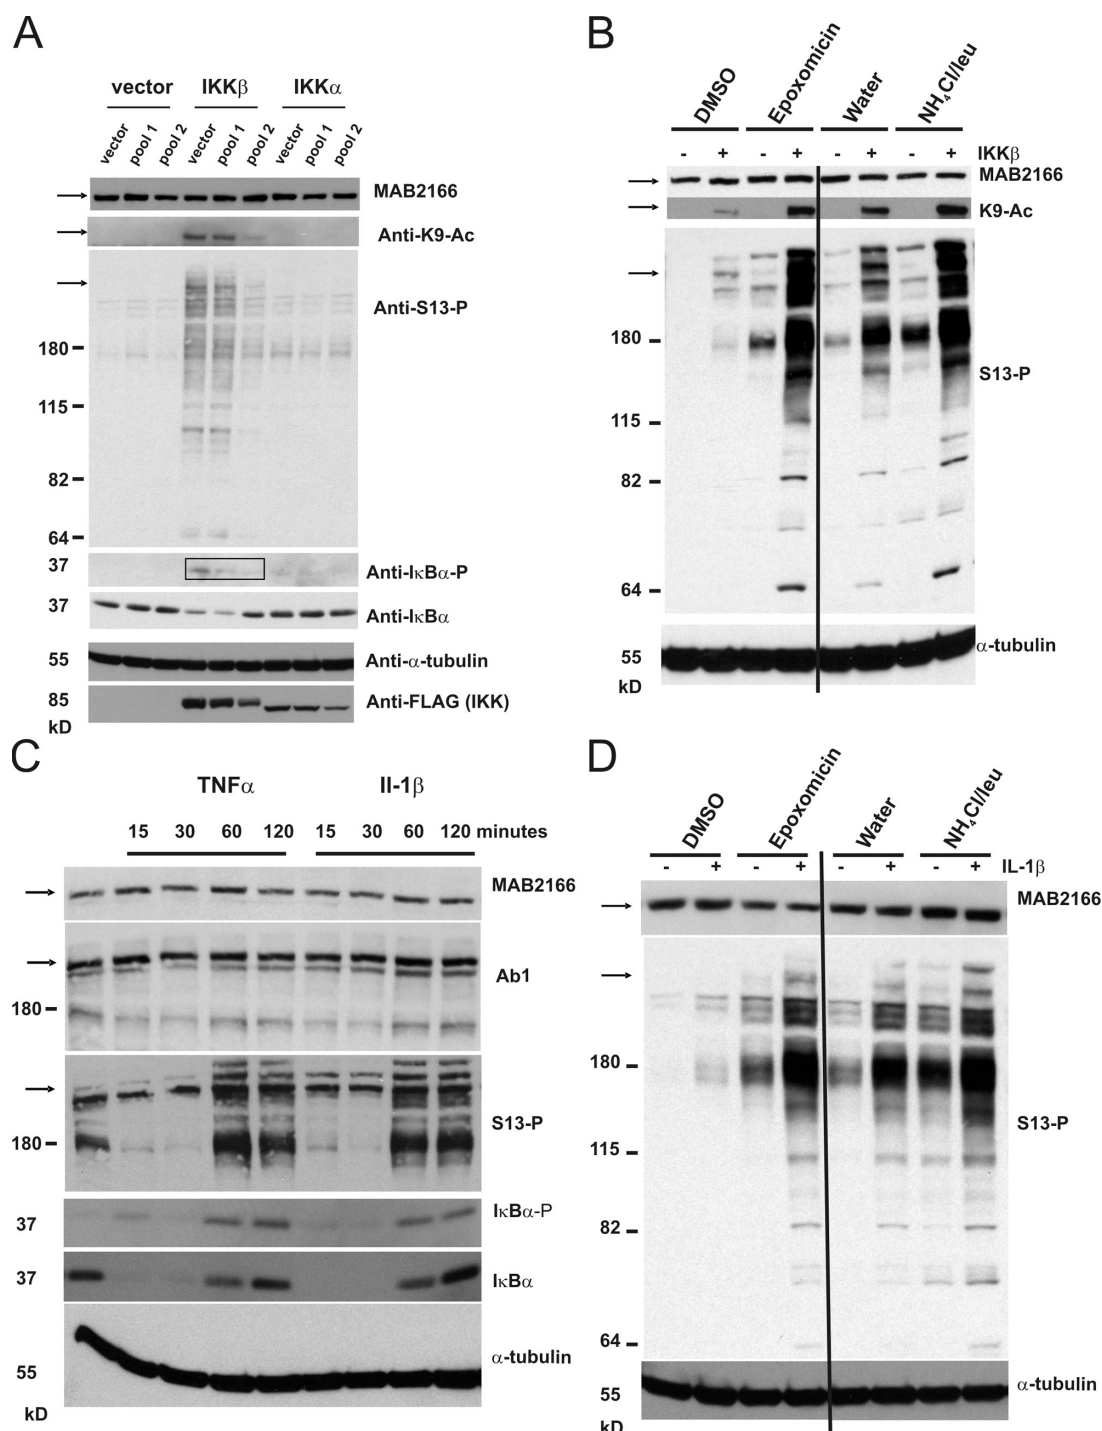 A
vector IKKβ IKKα
vector pool 1 pool 2 vector pool 1 pool 2 vector pool 1 pool 2
MAB2166
Anti-K9-Ac
Anti-S13-P
180
115
82
64
37
Anti-IκBα-P
37
Anti-IκBα
55
Anti-α-tubulin
85
Anti-FLAG (IKK)
kD
B
DMSO Epoxomicin Water NH₄Cl/leu
- + - + - + - + IKKβ
MAB2166
K9-Ac
180
S13-P
115
82
64
α-tubulin
55
kD
C
TNFα Il-1β
15 30 60 120 15 30 60 120 minutes
MAB2166
Ab1
180
S13-P
180
IκBα-P
37
37
IκBα
α-tubulin
55
kD
D
DMSO Epoxomicin Water NH₄Cl/leu
- + - + - + - + IL-1β
MAB2166
180
S13-P
115
82
64
α-tubulin
55
kD